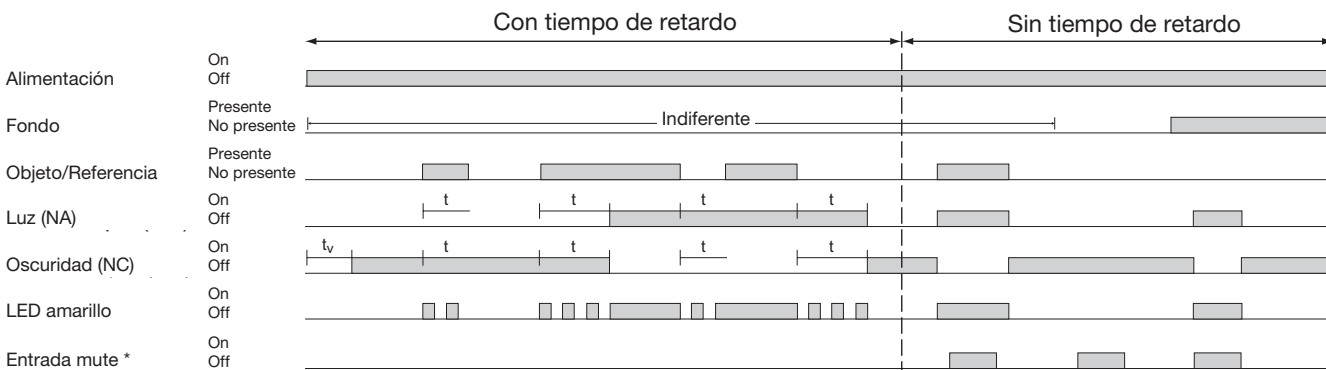 Con tiempo de retardo
Sin tiempo de retardo
Alimentación
On
Off
Fondo
Presente
No presente
Indiferente
Objeto/Referencia
Presente
No presente
Luz (NA)
On
Off
t
t
t
t
Oscuridad (NC)
On
Off
tv
t
t
t
t
LED amarillo
On
Off
Entrada mute *
On
Off